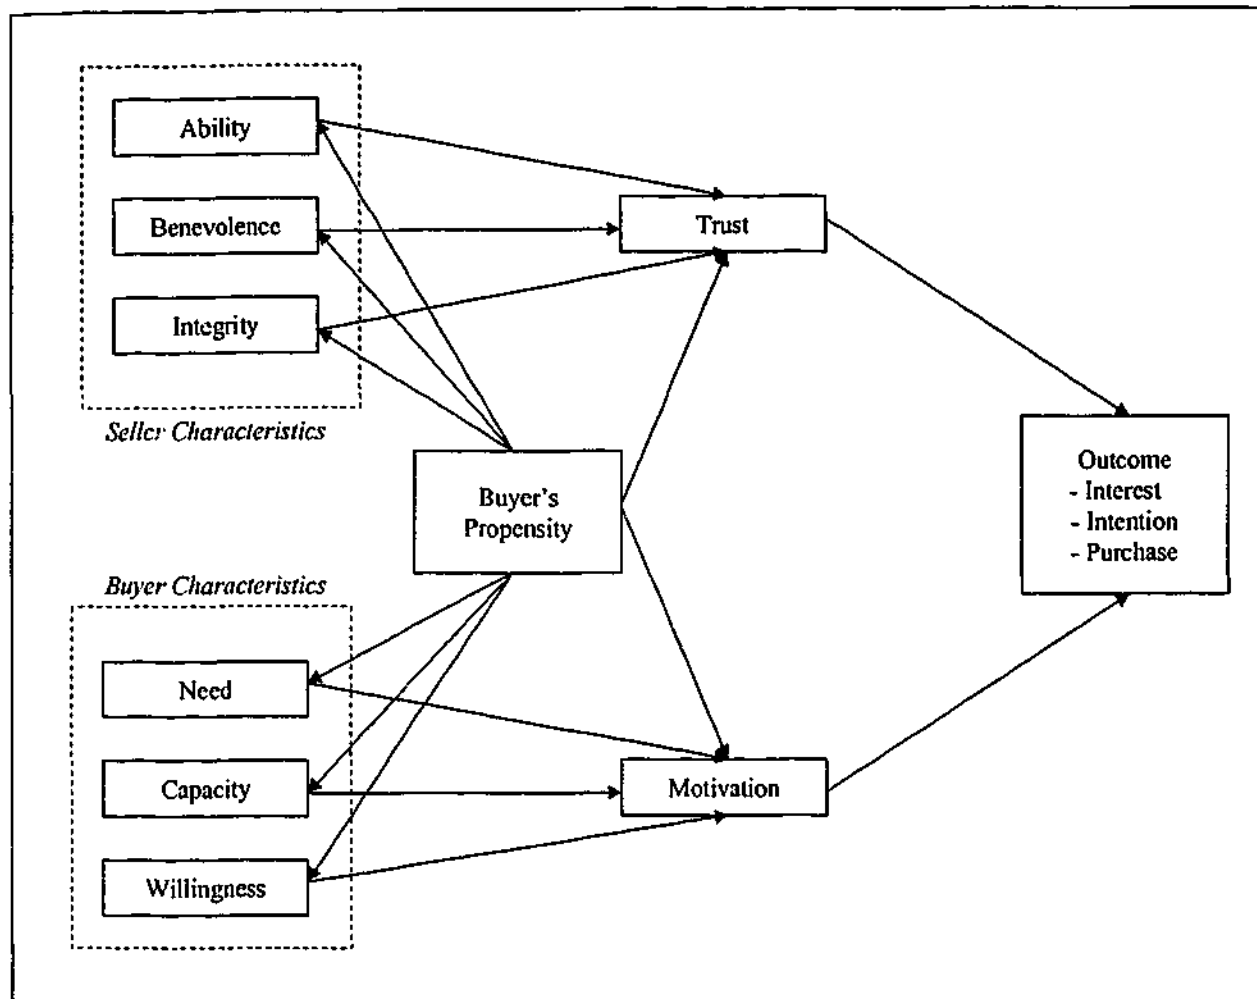 Ability
Benevolence
Integrity
Seller Characteristics
Trust
Buyer's
Propensity
Outcome
- Interest
- Intention
- Purchase
Buyer Characteristics
Need
Capacity
Willingness
Motivation